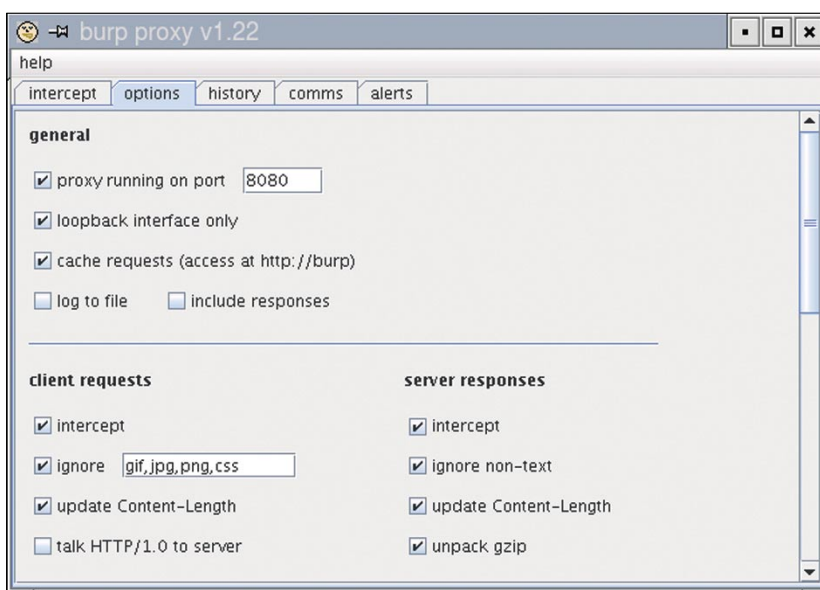 burp proxy v1.22
help
intercept options history comms alerts
general
proxy running on port 8080
loopback interface only
cache requests (access at http://burp)
log to file include responses
client requests server responses
intercept intercept
ignore gif,jpg,png,css ignore non-text
update Content-Length update Content-Length
talk HTTP/1.0 to server unpack gzip